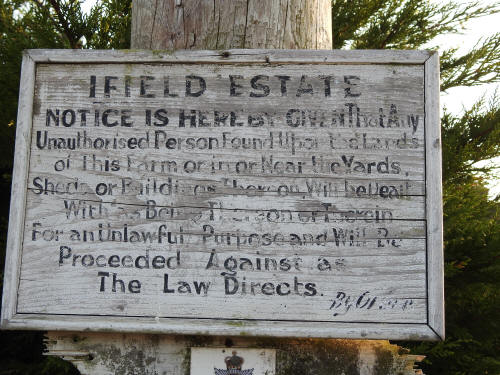 IFIELD ESTATE
NOTICE IS HEREBY GIVEN That Any
Unauthorised Person Found Upon the Lands
of This Farm or in or Near the Yards,
Sheds or Buildings Thereon, Will be Dealt
With as Being Thereon or Therein
For an Unlawful Purpose and Will Be
Proceeded Against as
The Law Directs.
By Order